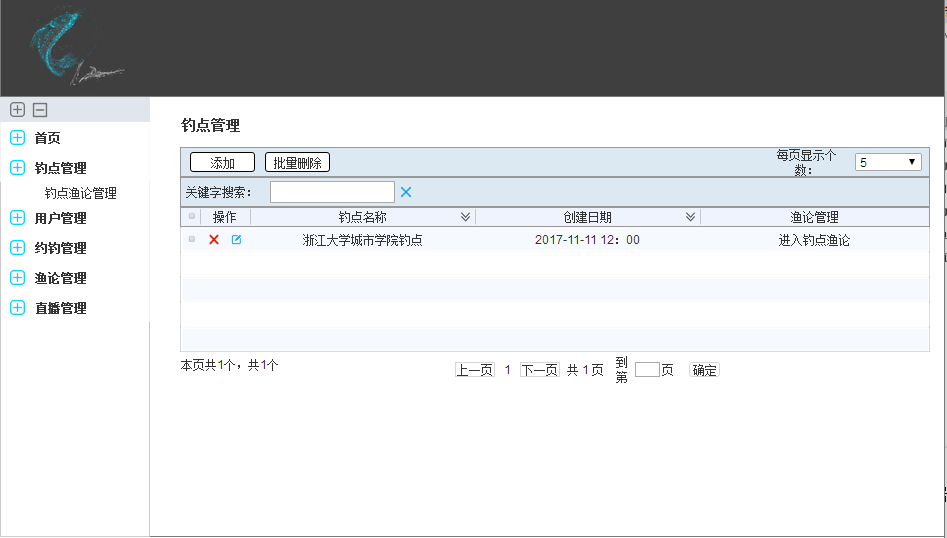 首页
钓点管理
钓点渔论管理
用户管理
约钓管理
渔论管理
直播管理
钓点管理
添加 批量删除 每页显示个数： 5
关键字搜索：
操作 钓点名称 创建日期 渔论管理
浙江大学城市学院钓点 2017-11-11 12：00 进入钓点渔论
本页共1个，共1个
上一页 1 下一页 共 1 页 到第 页 确定